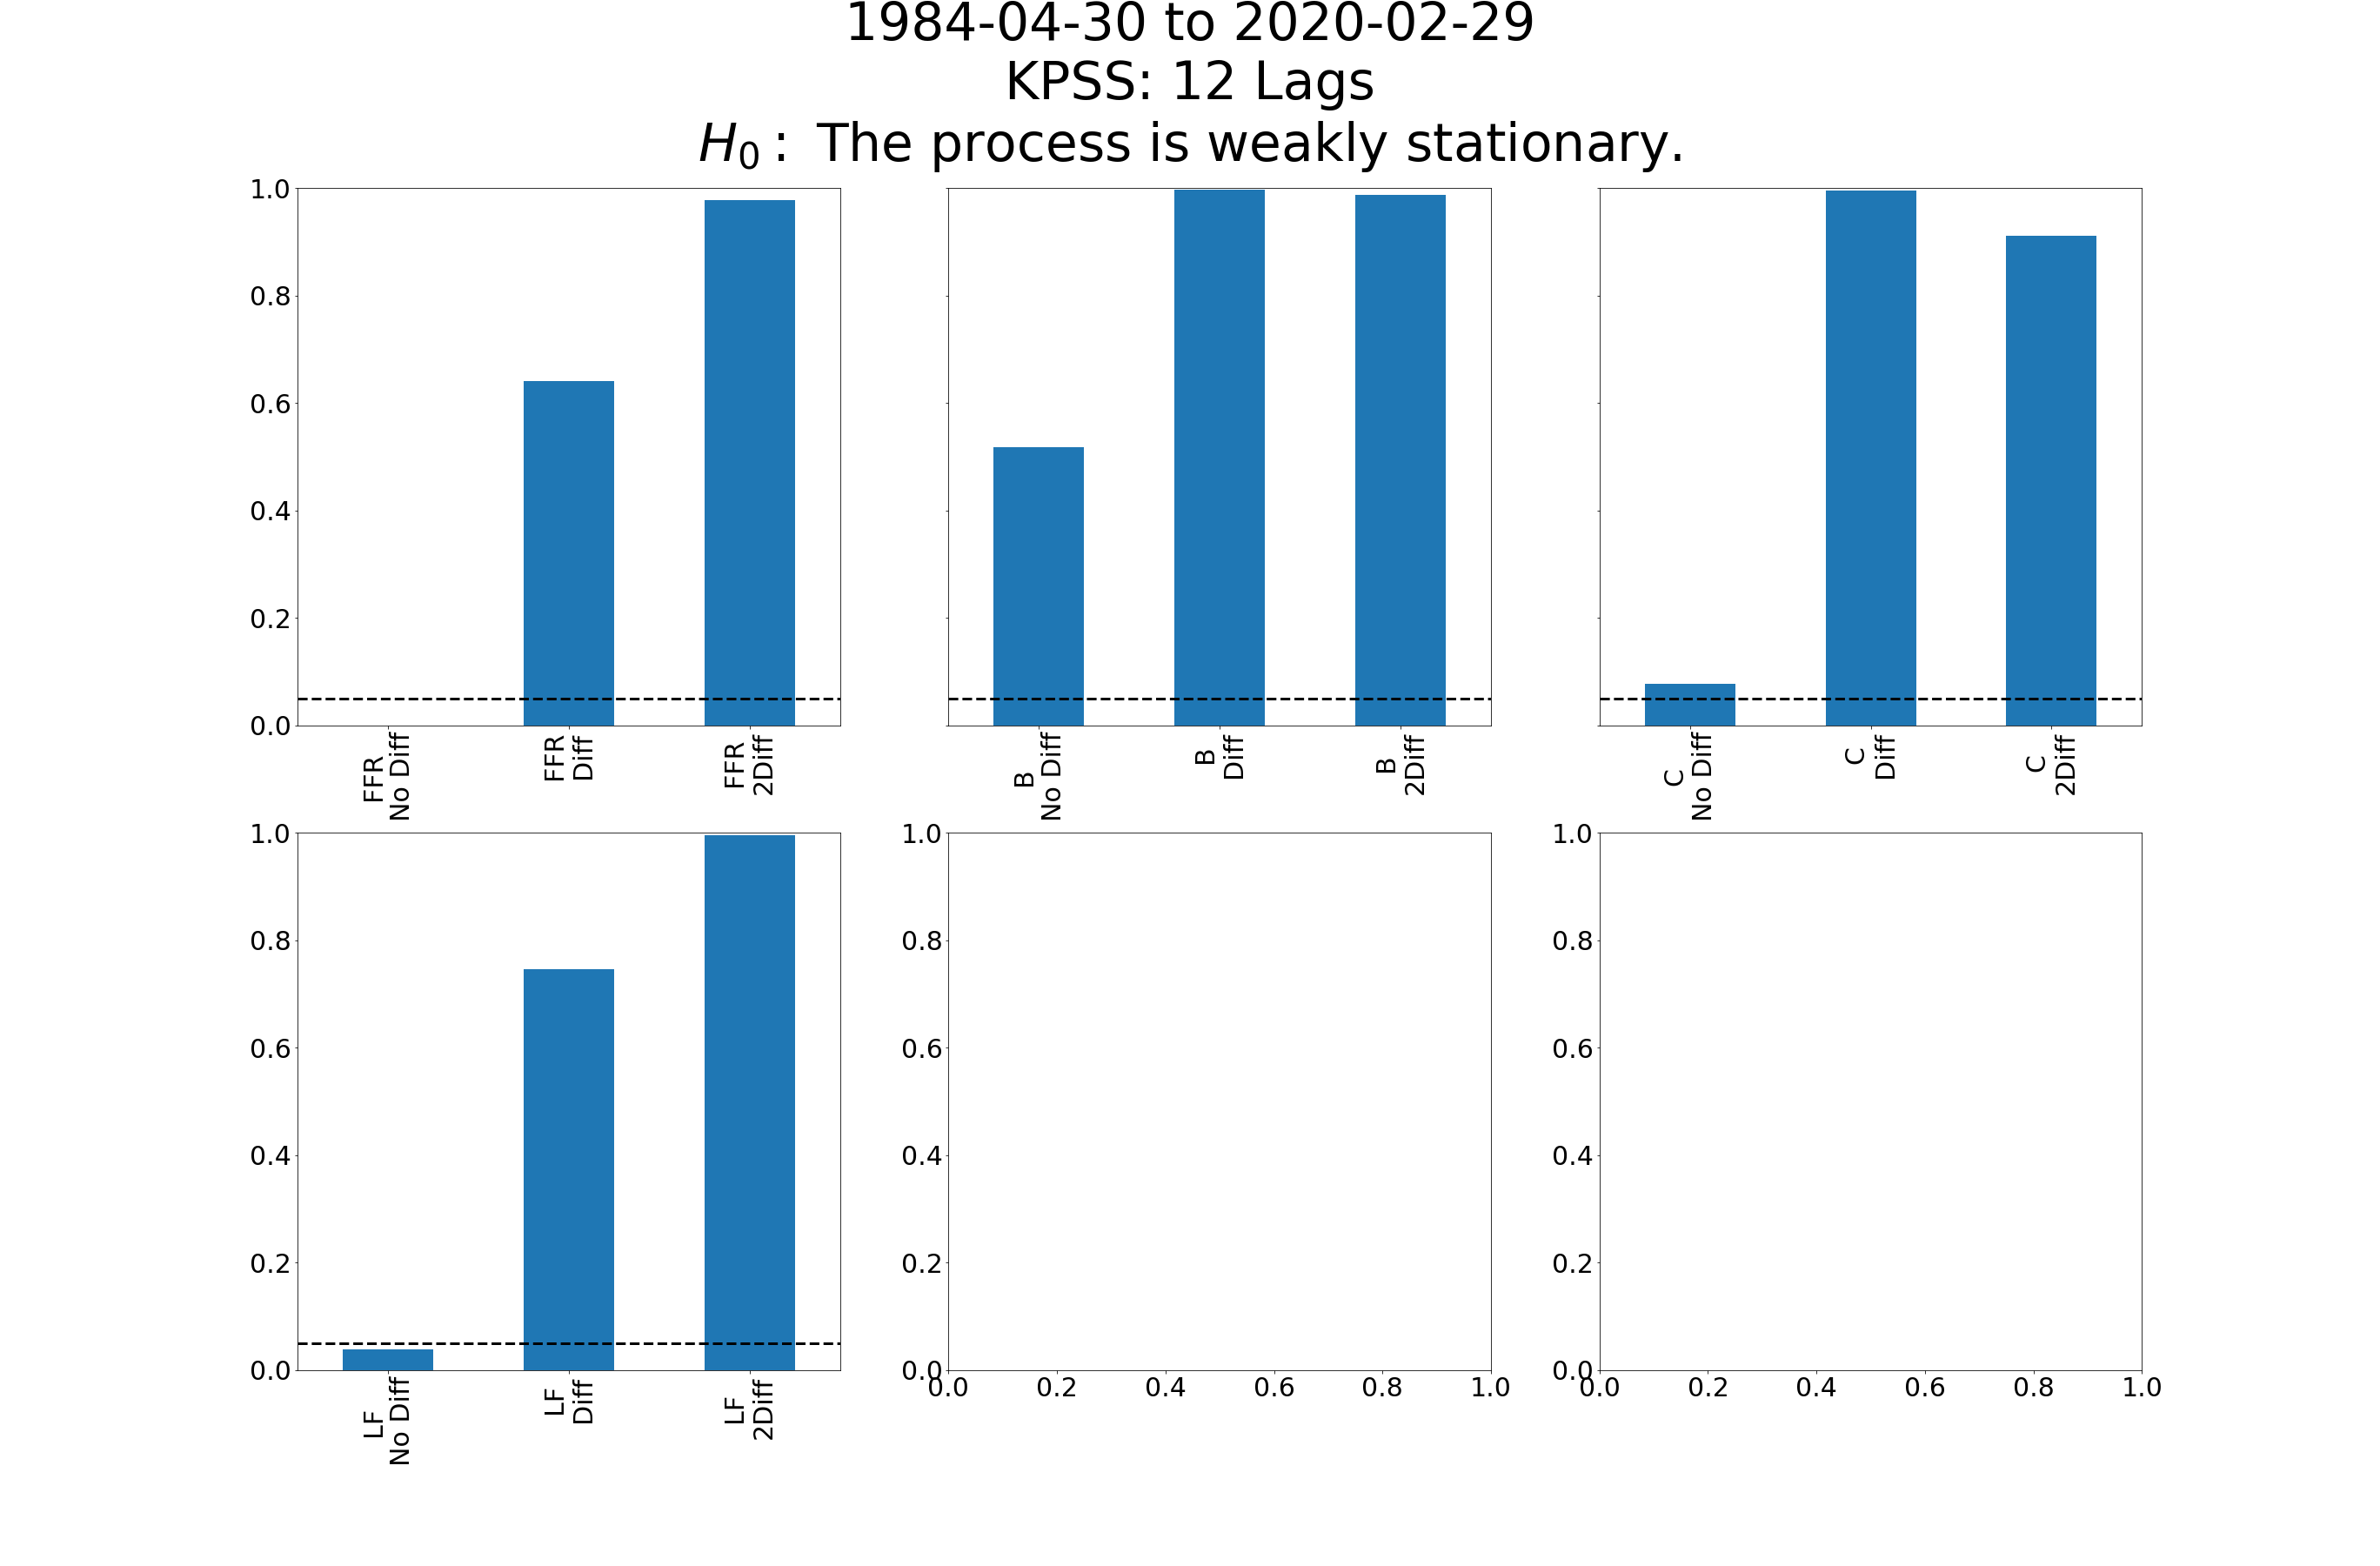 1984-04-30 to 2020-02-29
KPSS: 12 Lags
H₀ : The process is weakly stationary.
1.0
0.8
0.6
0.4
0.2
0.0
FFR
No Diff
FFR
Diff
FFR
2Diff
B
No Diff
B
Diff
B
2Diff
C
No Diff
C
Diff
C
2Diff
1.0
0.8
0.6
0.4
0.2
0.0
LF
No Diff
LF
Diff
LF
2Diff
1.0
0.8
0.6
0.4
0.2
0.0
0.0 0.2 0.4 0.6 0.8 1.0
1.0
0.8
0.6
0.4
0.2
0.0
0.0 0.2 0.4 0.6 0.8 1.0